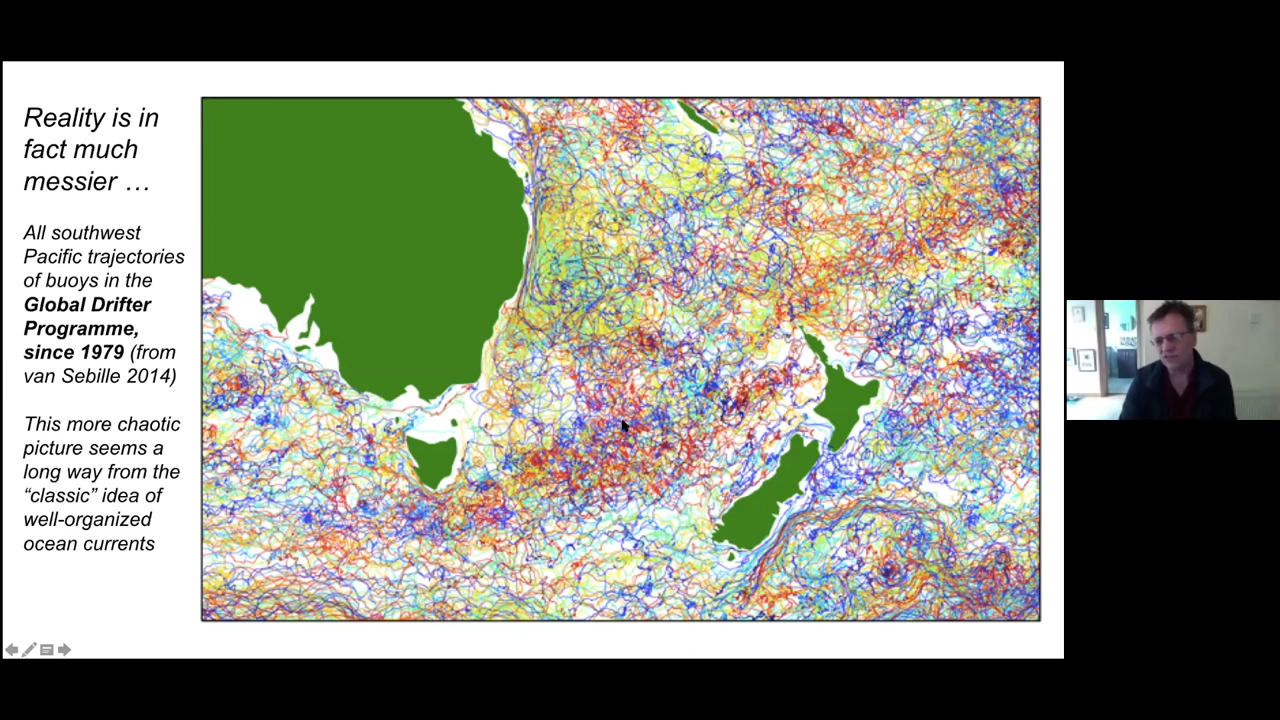 Reality is in
fact much
messier …
All southwest
Pacific trajectories
of buoys in the
Global Drifter
Programme,
since 1979 (from
van Sebille 2014)
This more chaotic
picture seems a
long way from the
“classic” idea of
well-organized
ocean currents